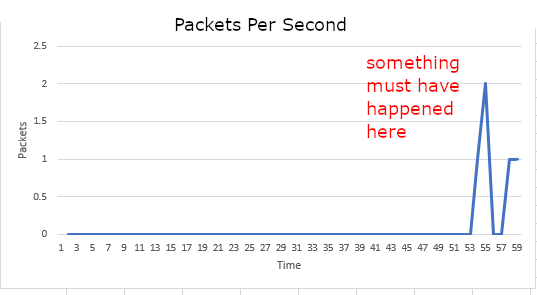 Packets Per Second
2.5
something
must have
happened
here
2
1.5
1
0.5
0
Packets
1 3 5 7 9 11 13 15 17 19 21 23 25 27 29 31 33 35 37 39 41 43 45 47 49 51 53 55 57 59
Time